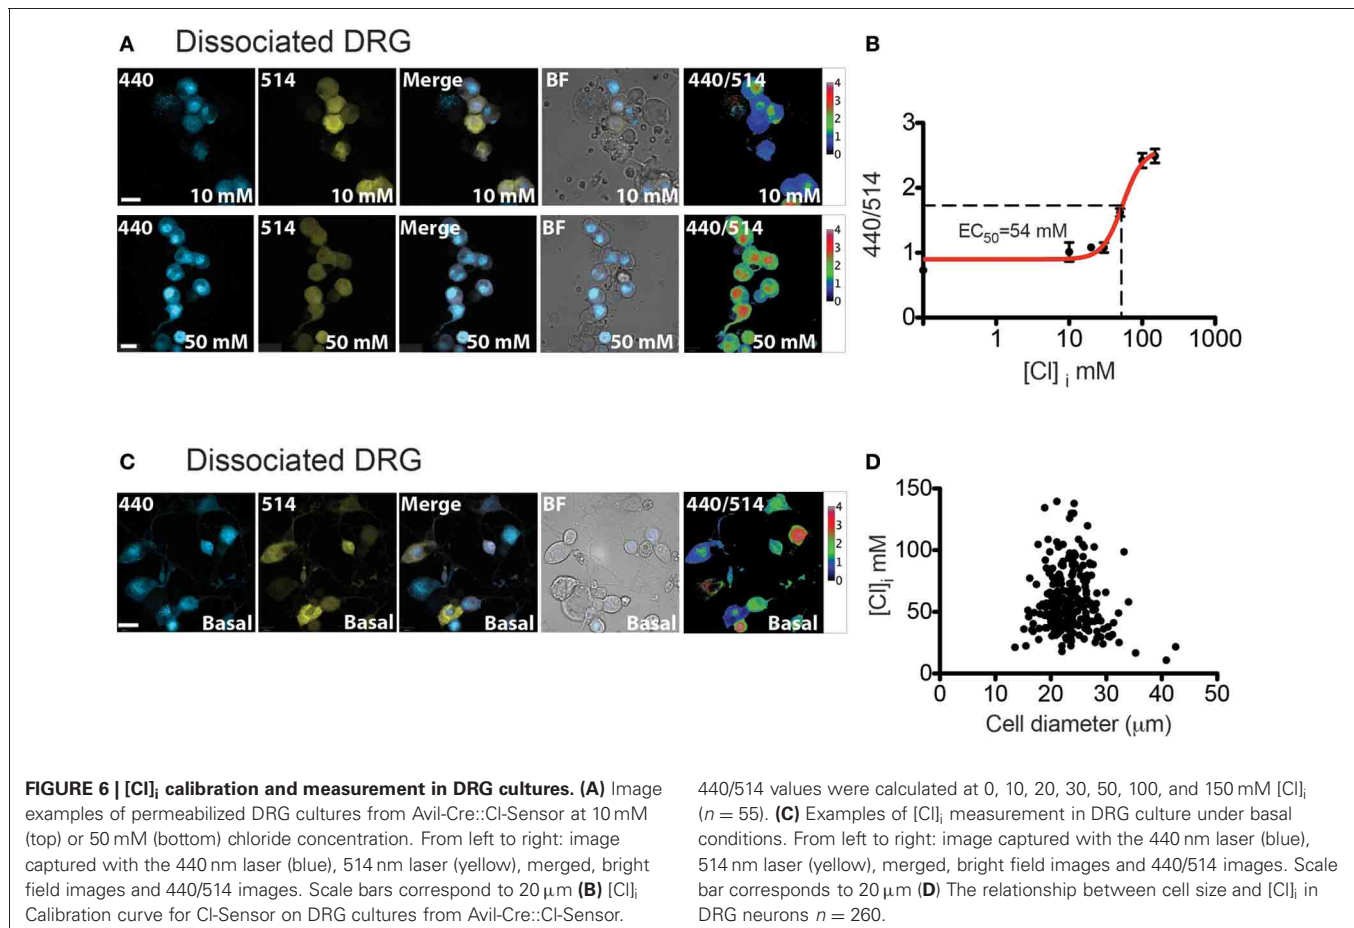 A Dissociated DRG
440 514 Merge BF 440/514
4
3
2
1
0
10 mM 10 mM 10 mM 10 mM 10 mM
440 514 Merge BF 440/514
4
3
2
1
0
50 mM 50 mM 50 mM 50 mM 50 mM
B
440/514
3
2
1
0
EC50=54 mM
1 10 100 1000
[Cl] i mM
C Dissociated DRG
440 514 Merge BF 440/514
4
3
2
1
0
Basal Basal Basal Basal Basal
D
[Cl]i mM
150
100
50
0
0 10 20 30 40 50
Cell diameter (μm)
FIGURE 6 | [Cl]i calibration and measurement in DRG cultures. (A) Image
examples of permeabilized DRG cultures from Avil-Cre::Cl-Sensor at 10 mM
(top) or 50 mM (bottom) chloride concentration. From left to right: image
captured with the 440 nm laser (blue), 514 nm laser (yellow), merged, bright
field images and 440/514 images. Scale bars correspond to 20 μm (B) [Cl]i
Calibration curve for Cl-Sensor on DRG cultures from Avil-Cre::Cl-Sensor.
440/514 values were calculated at 0, 10, 20, 30, 50, 100, and 150 mM [Cl]i
(n = 55). (C) Examples of [Cl]i measurement in DRG culture under basal
conditions. From left to right: image captured with the 440 nm laser (blue),
514 nm laser (yellow), merged, bright field images and 440/514 images. Scale
bar corresponds to 20 μm (D) The relationship between cell size and [Cl]i in
DRG neurons n = 260.